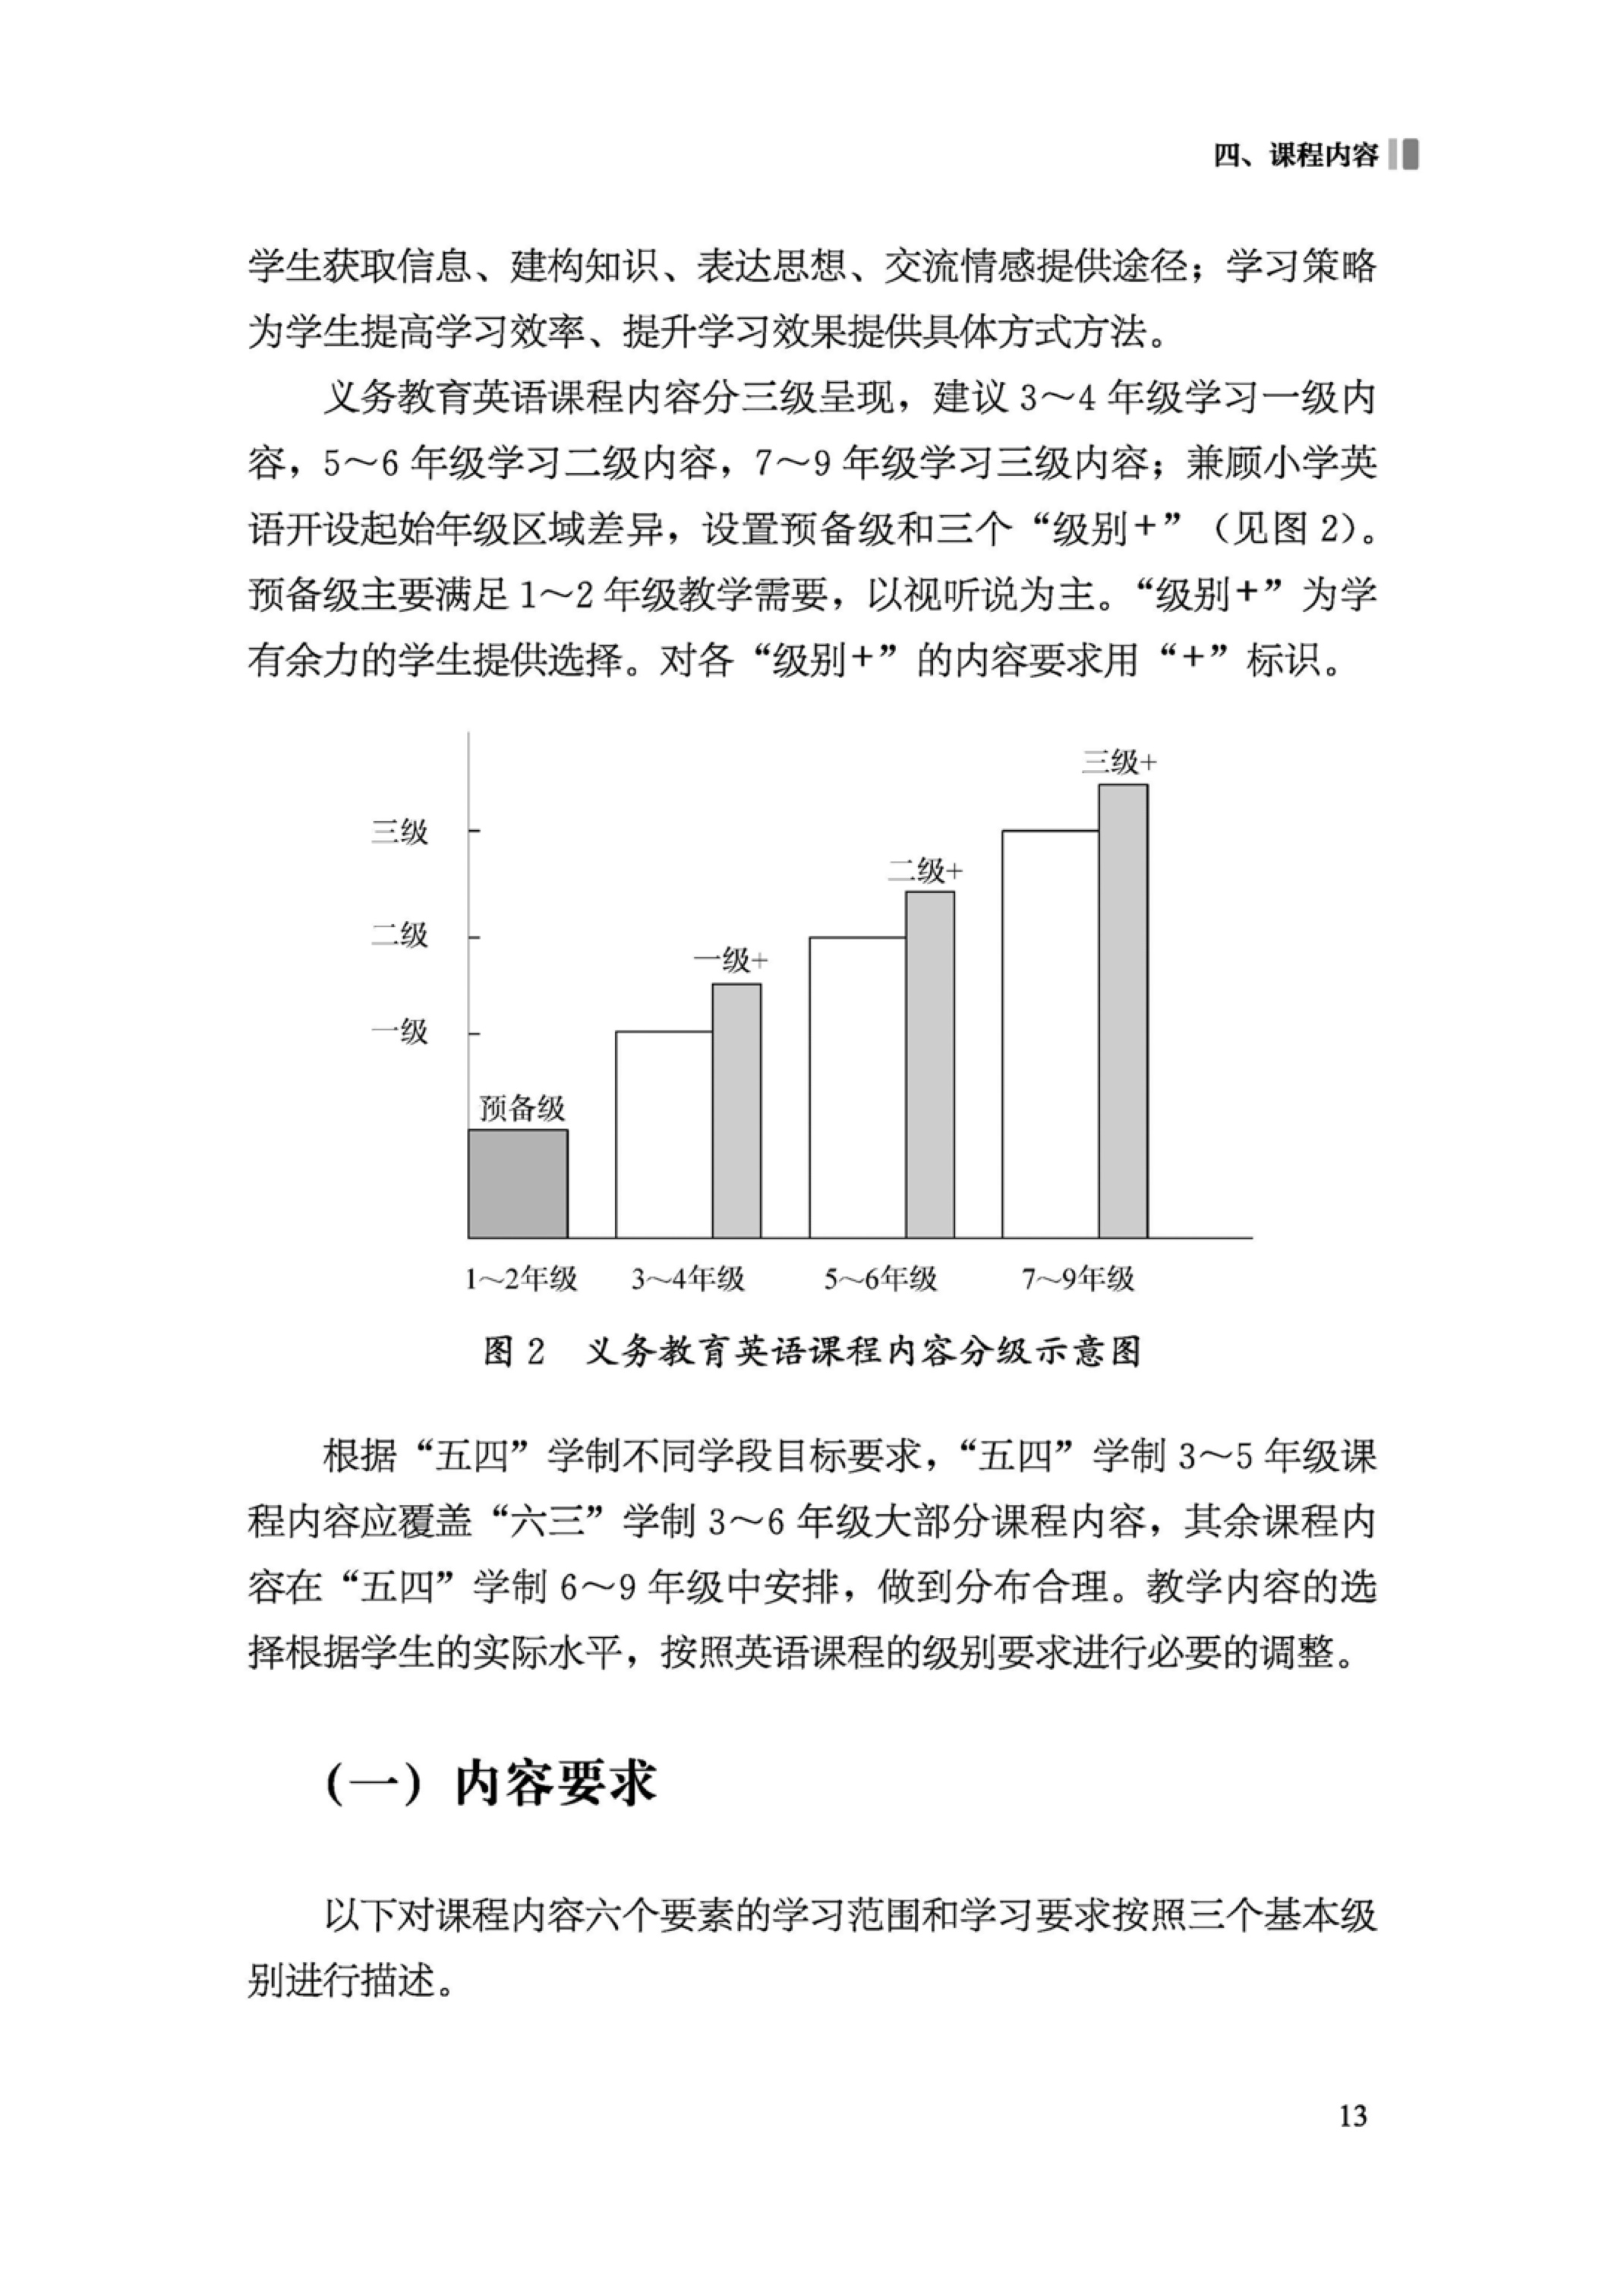 四、课程内容
学生获取信息、建构知识、表达思想、交流情感提供途径；学习策略
为学生提高学习效率、提升学习效果提供具体方式方法。
义务教育英语课程内容分三级呈现，建议 3～4 年级学习一级内
容，5～6 年级学习二级内容，7～9 年级学习三级内容；兼顾小学英
语开设起始年级区域差异，设置预备级和三个“级别+”（见图 2）。
预备级主要满足 1～2 年级教学需要，以视听说为主。“级别+”为学
有余力的学生提供选择。对各“级别+”的内容要求用“+”标识。
三级+
三级
二级+
二级
一级+
一级
预备级
1～2年级 3～4年级 5～6年级 7～9年级
图 2 义务教育英语课程内容分级示意图
根据“五四”学制不同学段目标要求，“五四”学制 3～5 年级课
程内容应覆盖“六三”学制 3～6 年级大部分课程内容，其余课程内
容在“五四”学制 6～9 年级中安排，做到分布合理。教学内容的选
择根据学生的实际水平，按照英语课程的级别要求进行必要的调整。
（一）内容要求
以下对课程内容六个要素的学习范围和学习要求按照三个基本级
别进行描述。
13